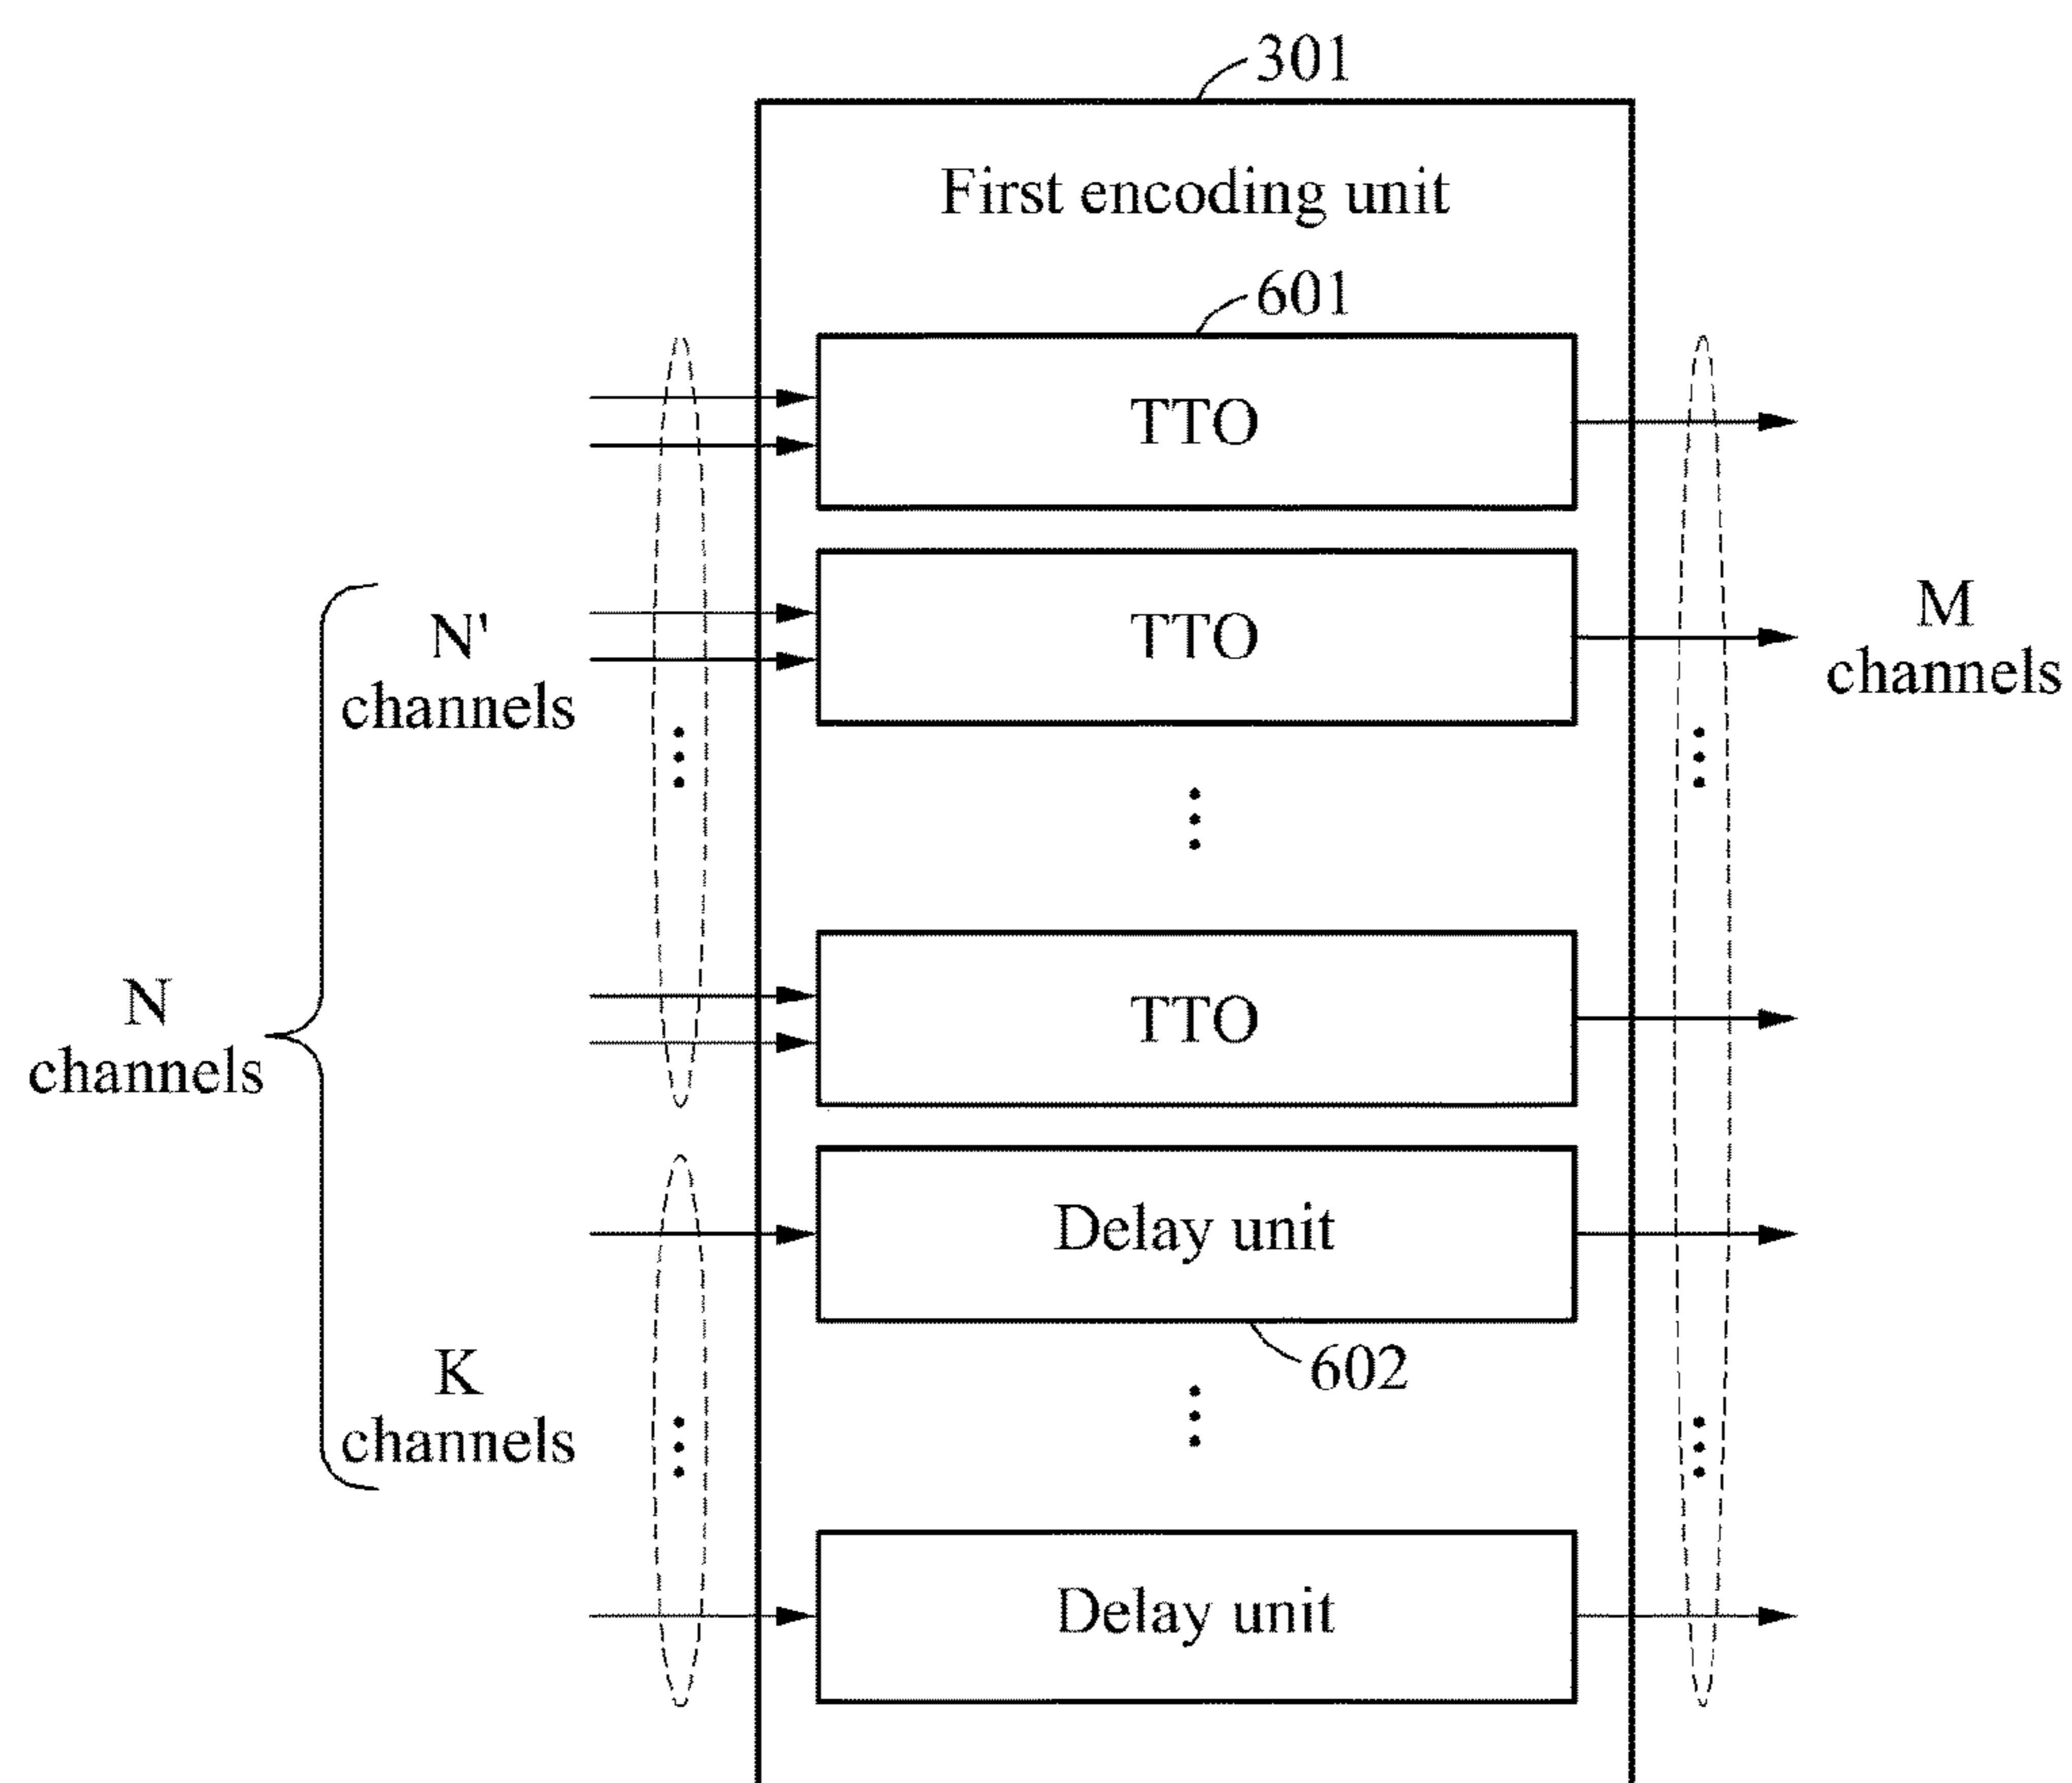 301
First encoding unit
601
TTO
N'
channels
TTO
M
channels
N
channels
TTO
Delay unit
602
K
channels
Delay unit